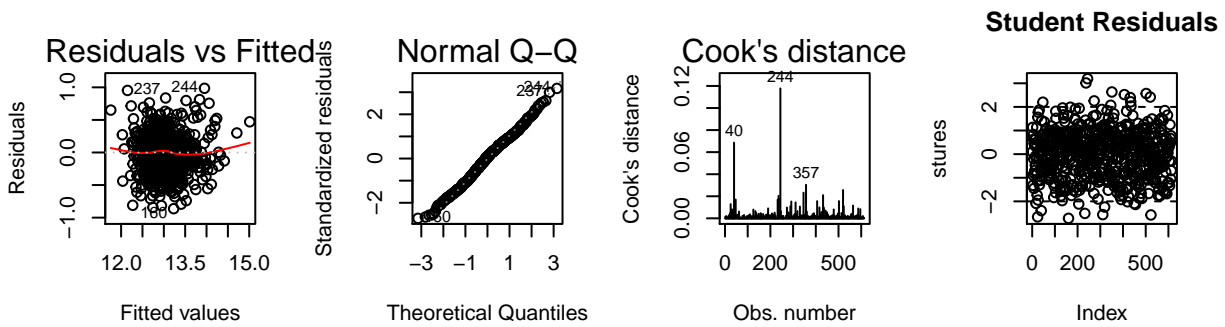 Residuals vs Fitted
Residuals
1.0
0.0
−1.0
237
244
160
12.0
13.5
15.0
Fitted values
Normal Q−Q
Standardized residuals
2
0
−2
244
−3
−1
1
3
Theoretical Quantiles
Cook's distance
Cook's distance
0.12
0.06
0.00
244
40
357
0
200
500
Obs. number
Student Residuals
stures
2
0
−2
0
200
500
Index